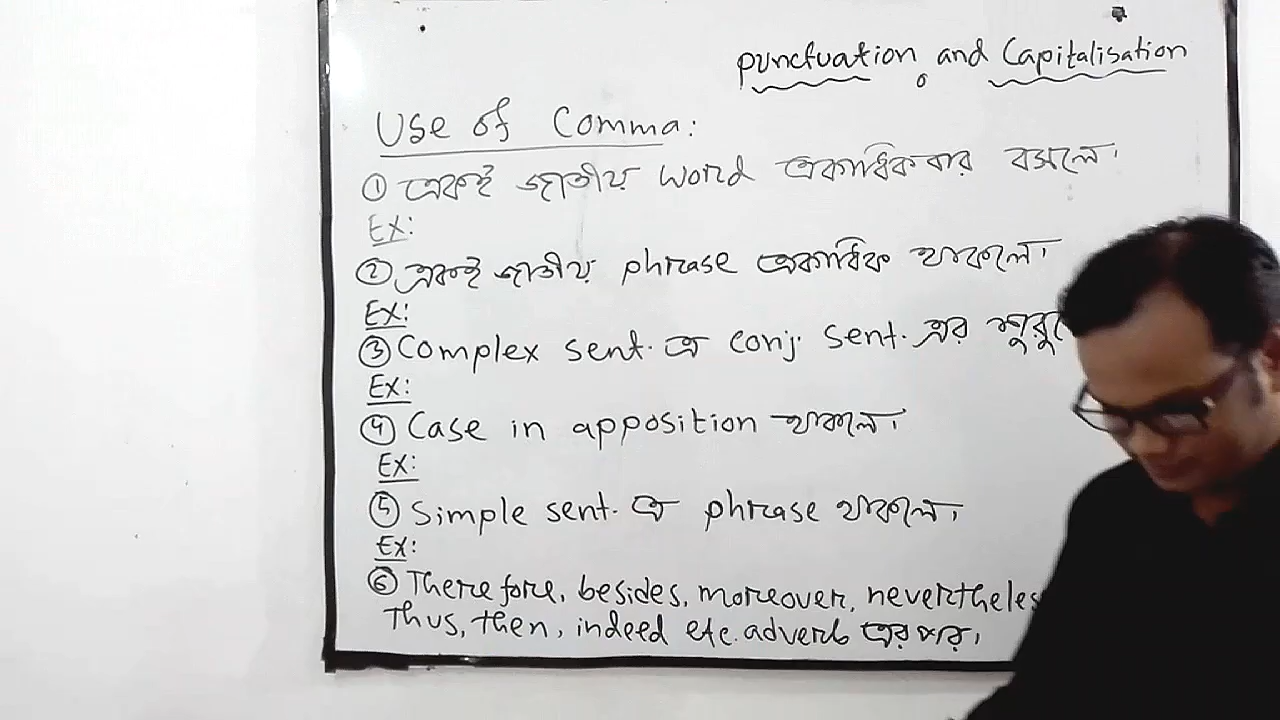 punctuation and Capitalisation
Use of Comma:
① একই জাতীয় word একাধিকবার বসলে।
Ex:
② একই জাতীয় phrase একাধিক থাকলে।
Ex:
③ Complex sent. এ conj. sent. এর শুরুতে
Ex:
④ Case in apposition থাকলে।
Ex:
⑤ Simple sent. এ phrase থাকলে।
Ex:
⑥ Therefore, besides, moreover, nevertheles
Thus, then, indeed etc. adverb এর পর।